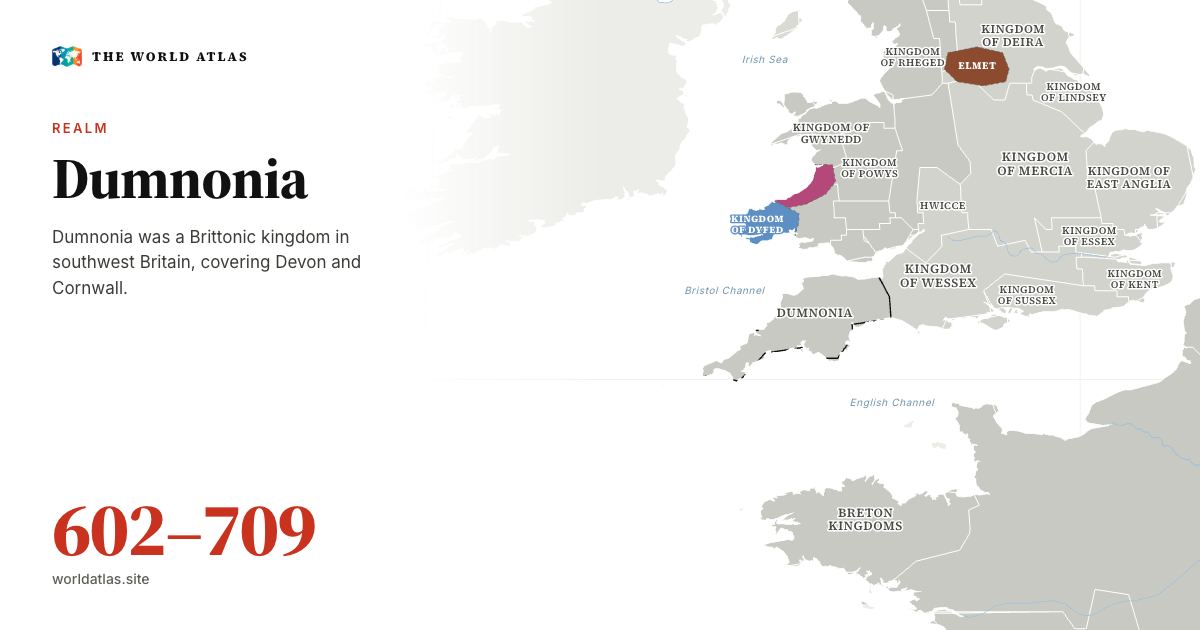 THE WORLD ATLAS
REALM
Dumnonia
Dumnonia was a Brittonic kingdom in
southwest Britain, covering Devon and
Cornwall.
602–709
worldatlas.site
KINGDOM
OF DEIRA
KINGDOM
OF RHEGED
ELMET
Irish Sea
KINGDOM
OF LINDSEY
KINGDOM OF
GWYNEDD
KINGDOM
OF POWYS
KINGDOM
OF MERCIA
KINGDOM OF
EAST ANGLIA
HWICCE
KINGDOM
OF DYFED
KINGDOM
OF ESSEX
KINGDOM
OF WESSEX
KINGDOM
OF KENT
KINGDOM
OF SUSSEX
Bristol Channel
DUMNONIA
English Channel
BRETON
KINGDOMS